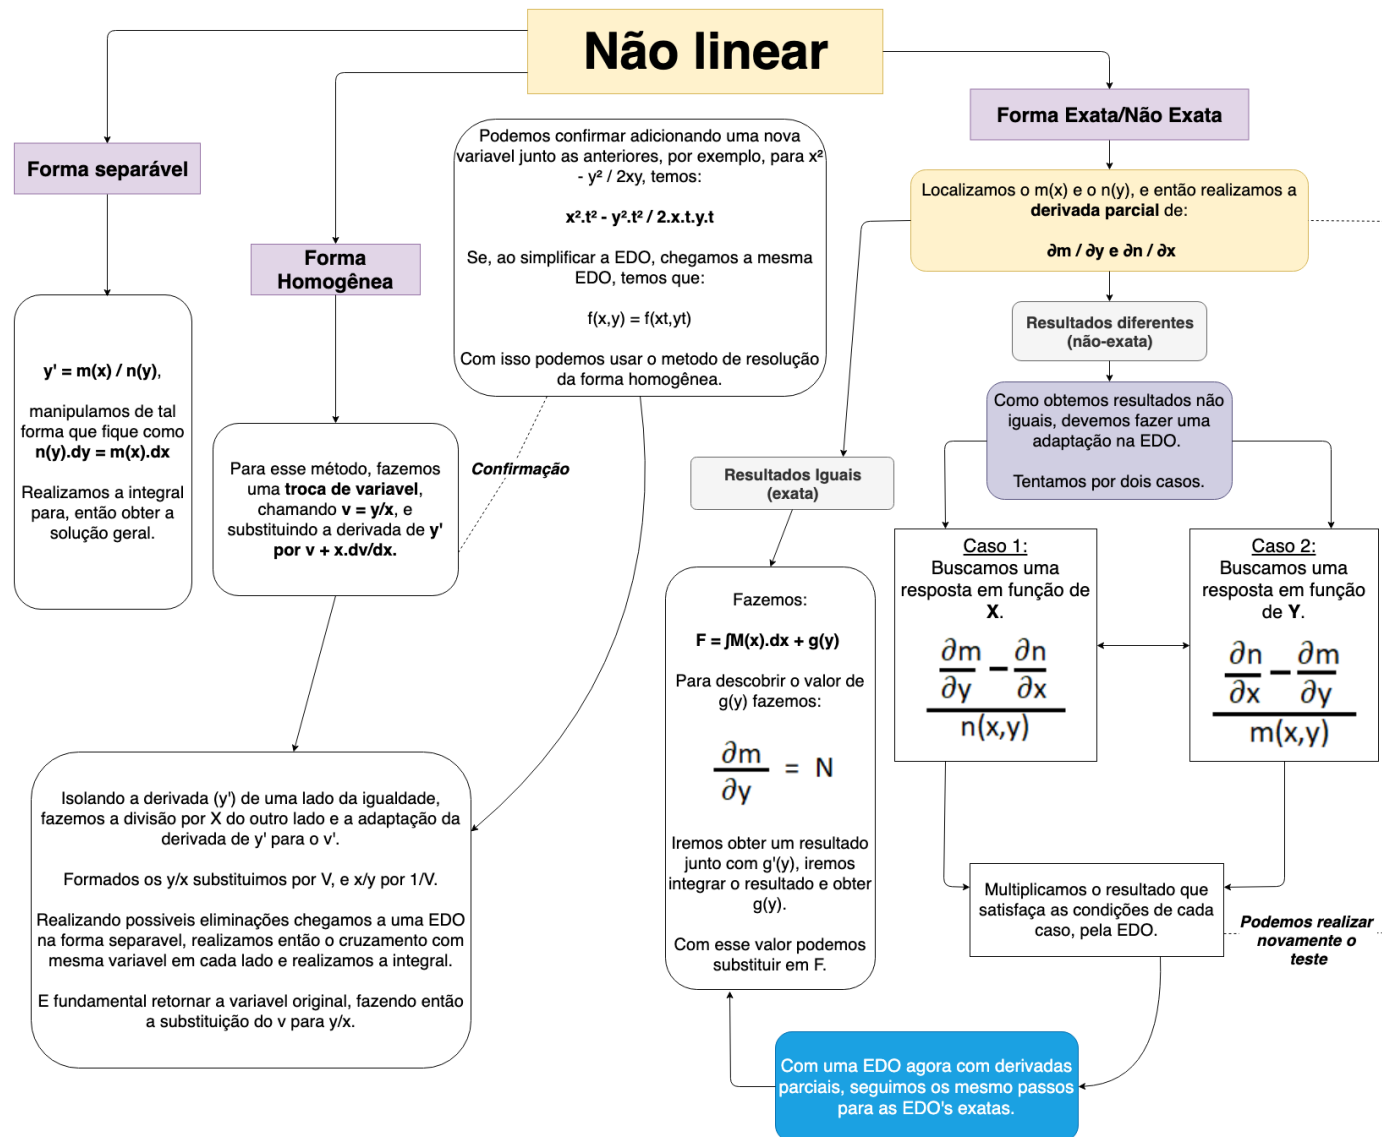 Não linear
Forma separável
y' = m(x) / n(y),
manipulamos de tal
forma que fique como
n(y).dy = m(x).dx
Realizamos a integral
para, então obter a
solução geral.
Forma
Homogênea
Para esse método, fazemos
uma troca de variavel,
chamando v = y/x, e
substituindo a derivada de y'
por v + x.dv/dx.
Confirmação
Podemos confirmar adicionando uma nova
variavel junto as anteriores, por exemplo, para x²
- y² / 2xy, temos:
x².t² - y².t² / 2.x.t.y.t
Se, ao simplificar a EDO, chegamos a mesma
EDO, temos que:
f(x,y) = f(xt,yt)
Com isso podemos usar o metodo de resolução
da forma homogênea.
Isolando a derivada (y') de uma lado da igualdade,
fazemos a divisão por X do outro lado e a adaptação da
derivada de y' para o v'.
Formados os y/x substituimos por V, e x/y por 1/V.
Realizando possiveis eliminações chegamos a uma EDO
na forma separavel, realizamos então o cruzamento com
mesma variavel em cada lado e realizamos a integral.
E fundamental retornar a variavel original, fazendo então
a substituição do v para y/x.
Forma Exata/Não Exata
Localizamos o m(x) e o n(y), e então realizamos a
derivada parcial de:
∂m / ∂y e ∂n / ∂x
Resultados diferentes
(não-exata)
Como obtemos resultados não
iguais, devemos fazer uma
adaptação na EDO.
Tentamos por dois casos.
Resultados Iguais
(exata)
Fazemos:
F = ∫M(x).dx + g(y)
Para descobrir o valor de
g(y) fazemos:
∂m
∂y
= N
Iremos obter um resultado
junto com g'(y), iremos
integrar o resultado e obter
g(y).
Com esse valor podemos
substituir em F.
Caso 1:
Buscamos uma
resposta em função de
X.
∂m − ∂n
∂y ∂x
n(x,y)
Caso 2:
Buscamos uma
resposta em função
de Y.
∂n − ∂m
∂x ∂y
m(x,y)
Multiplicamos o resultado que
satisfaça as condições de cada
caso, pela EDO.
Podemos realizar
novamente o
teste
Com uma EDO agora com derivadas
parciais, seguimos os mesmo passos
para as EDO's exatas.